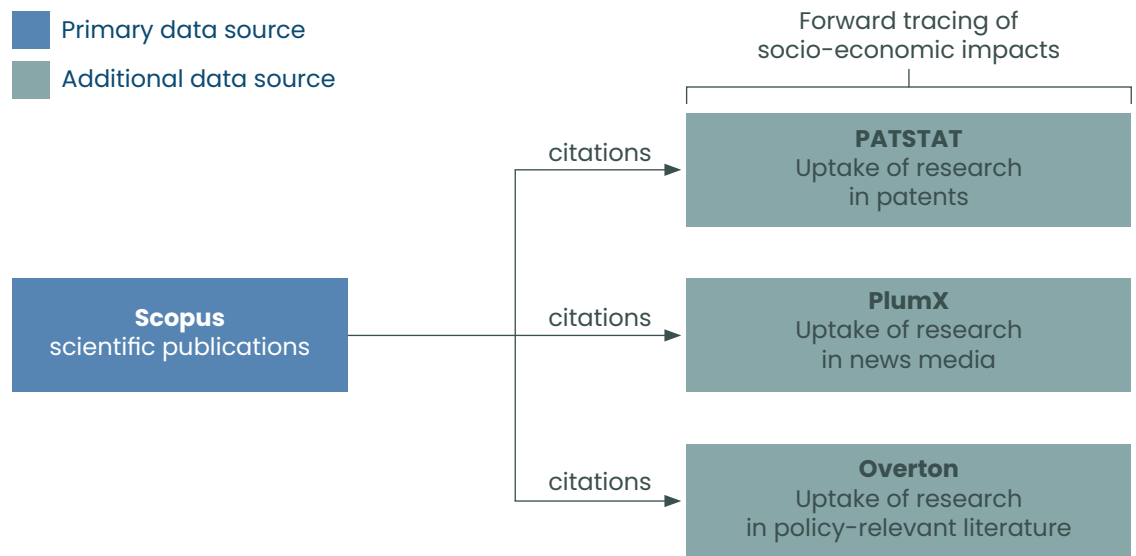 Primary data source
Additional data source
Forward tracing of
socio-economic impacts
citations
PATSTAT
Uptake of research
in patents
Scopus
scientific publications
citations
PlumX
Uptake of research
in news media
citations
Overton
Uptake of research
in policy-relevant literature